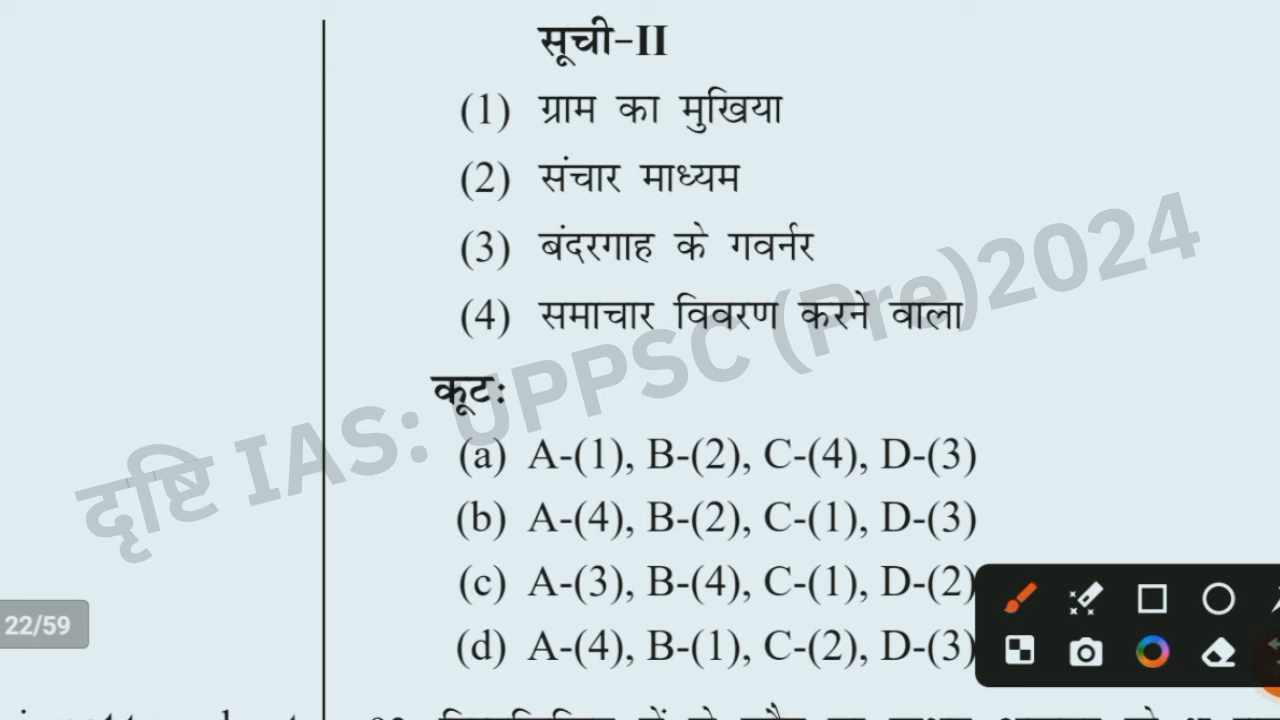 सूची-II
(1) ग्राम का मुखिया
(2) संचार माध्यम
(3) बंदरगाह के गवर्नर
(4) समाचार विवरण करने वाला
दृष्टि IAS: UPPSC (Pre)2024
कूटः
(a) A-(1), B-(2), C-(4), D-(3)
(b) A-(4), B-(2), C-(1), D-(3)
(c) A-(3), B-(4), C-(1), D-(2)
(d) A-(4), B-(1), C-(2), D-(3)
22/59